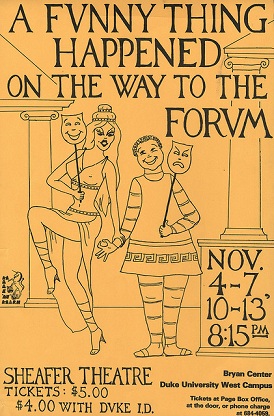 A FVNNY THING
HAPPENED
ON THE WAY TO THE
FORVM
NOV.
4-7
10-13
8:15 PM
SHEAFER THEATRE
TICKETS: $5.00
$4.00 WITH DVKE I.D.
Bryan Center
Duke University West Campus
Tickets at Page Box Office,
at the door, or phone charge
at 684-4059.